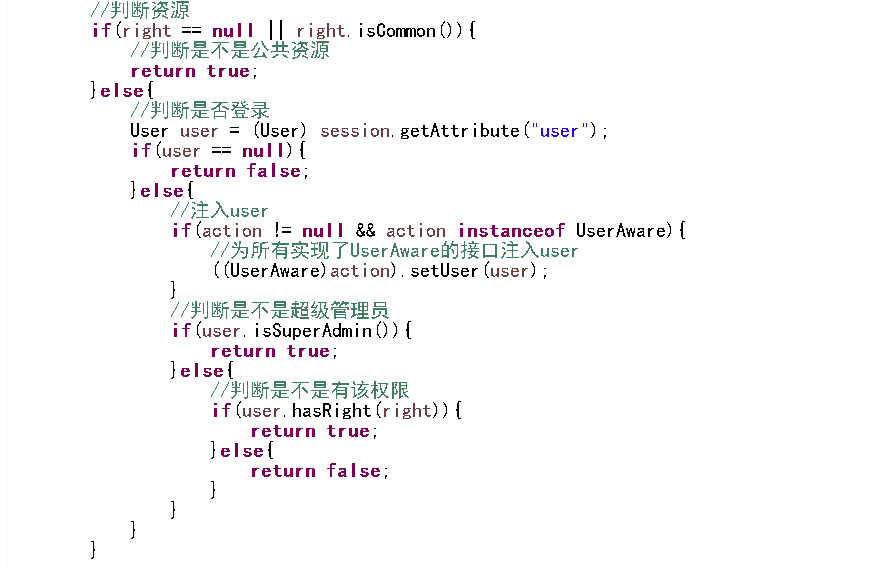 //判断资源
if(right == null || right.isCommon()){
//判断是不是公共资源
return true;
}else{
//判断是否登录
User user = (User) session.getAttribute("user");
if(user == null){
return false;
}else{
//注入user
if(action != null && action instanceof UserAware){
//为所有实现了UserAware的接口注入user
((UserAware)action).setUser(user);
}
//判断是不是超级管理员
if(user.isSuperAdmin()){
return true;
}else{
//判断是不是有该权限
if(user.hasRight(right)){
return true;
}else{
return false;
}
}
}
}